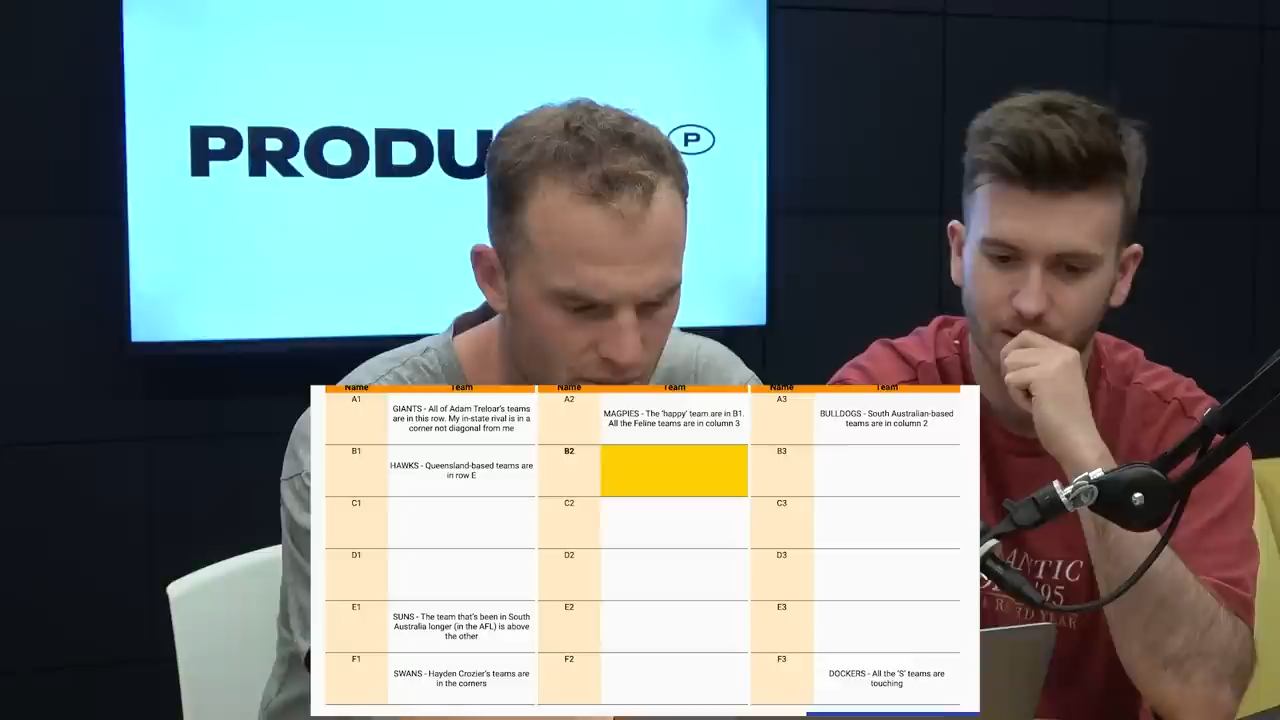 PRODU
P
Name Team Name Team Name Team
A1
GIANTS - All of Adam Treloar's teams
are in this row. My in-state rival is in a
corner not diagonal from me
A2
MAGPIES - The 'happy' team are in B1.
All the Feline teams are in column 3
A3
BULLDOGS - South Australian-based
teams are in column 2
B1
HAWKS - Queensland-based teams are
in row E
B2
B3
C1
C2
C3
D1
D2
D3
E1
SUNS - The team that's been in South
Australia longer (in the AFL) is above
the other
E2
E3
F1
SWANS - Hayden Crozier's teams are
in the corners
F2
F3
DOCKERS - All the 'S' teams are
touching
ANTIC
'95
YEAR